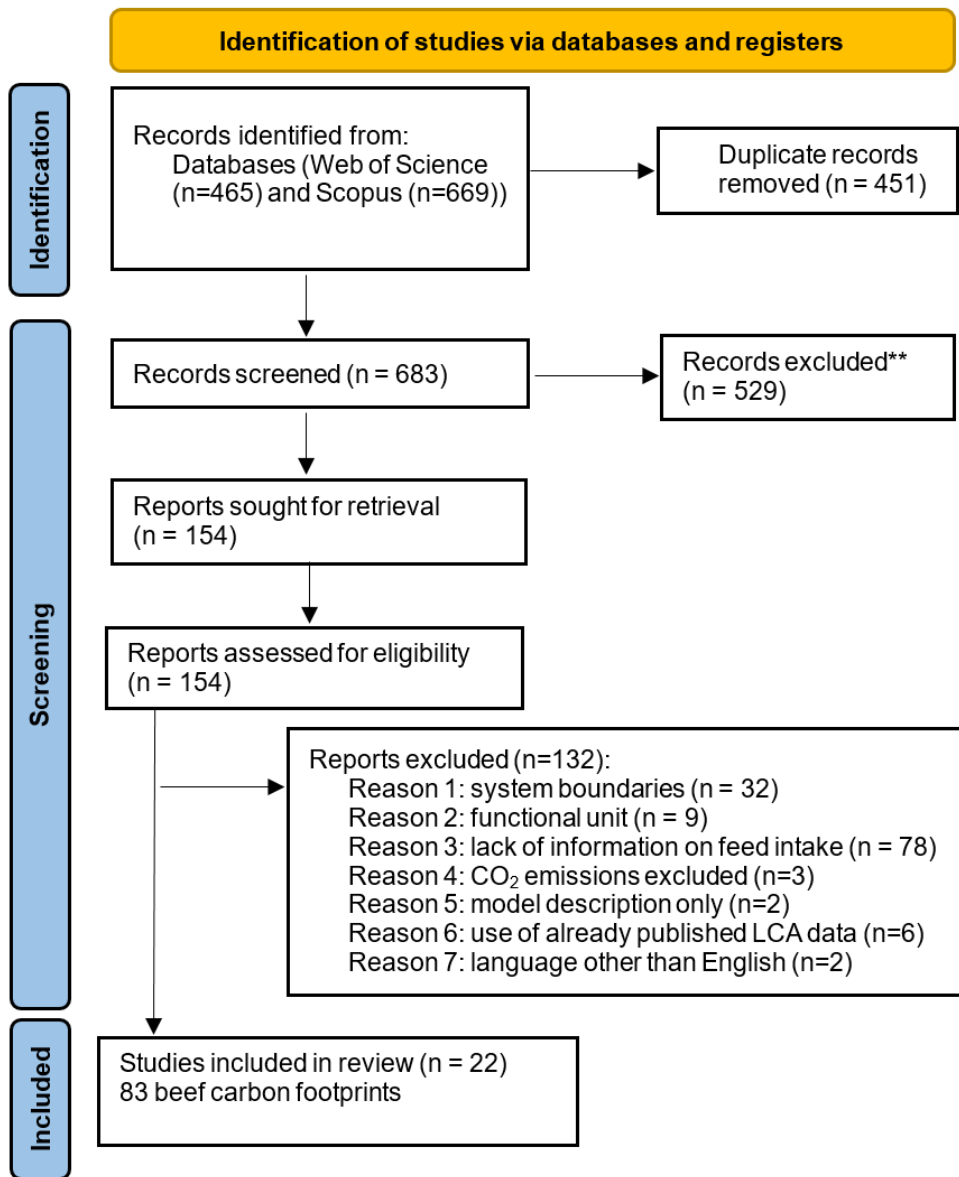 Identification of studies via databases and registers
Identification
Records identified from:
Databases (Web of Science
(n=465) and Scopus (n=669))
Duplicate records
removed (n = 451)
Screening
Records screened (n = 683)
Records excluded**
(n = 529)
Reports sought for retrieval
(n = 154)
Reports assessed for eligibility
(n = 154)
Reports excluded (n=132):
Reason 1: system boundaries (n = 32)
Reason 2: functional unit (n = 9)
Reason 3: lack of information on feed intake (n = 78)
Reason 4: CO₂ emissions excluded (n=3)
Reason 5: model description only (n=2)
Reason 6: use of already published LCA data (n=6)
Reason 7: language other than English (n=2)
Included
Studies included in review (n = 22)
83 beef carbon footprints